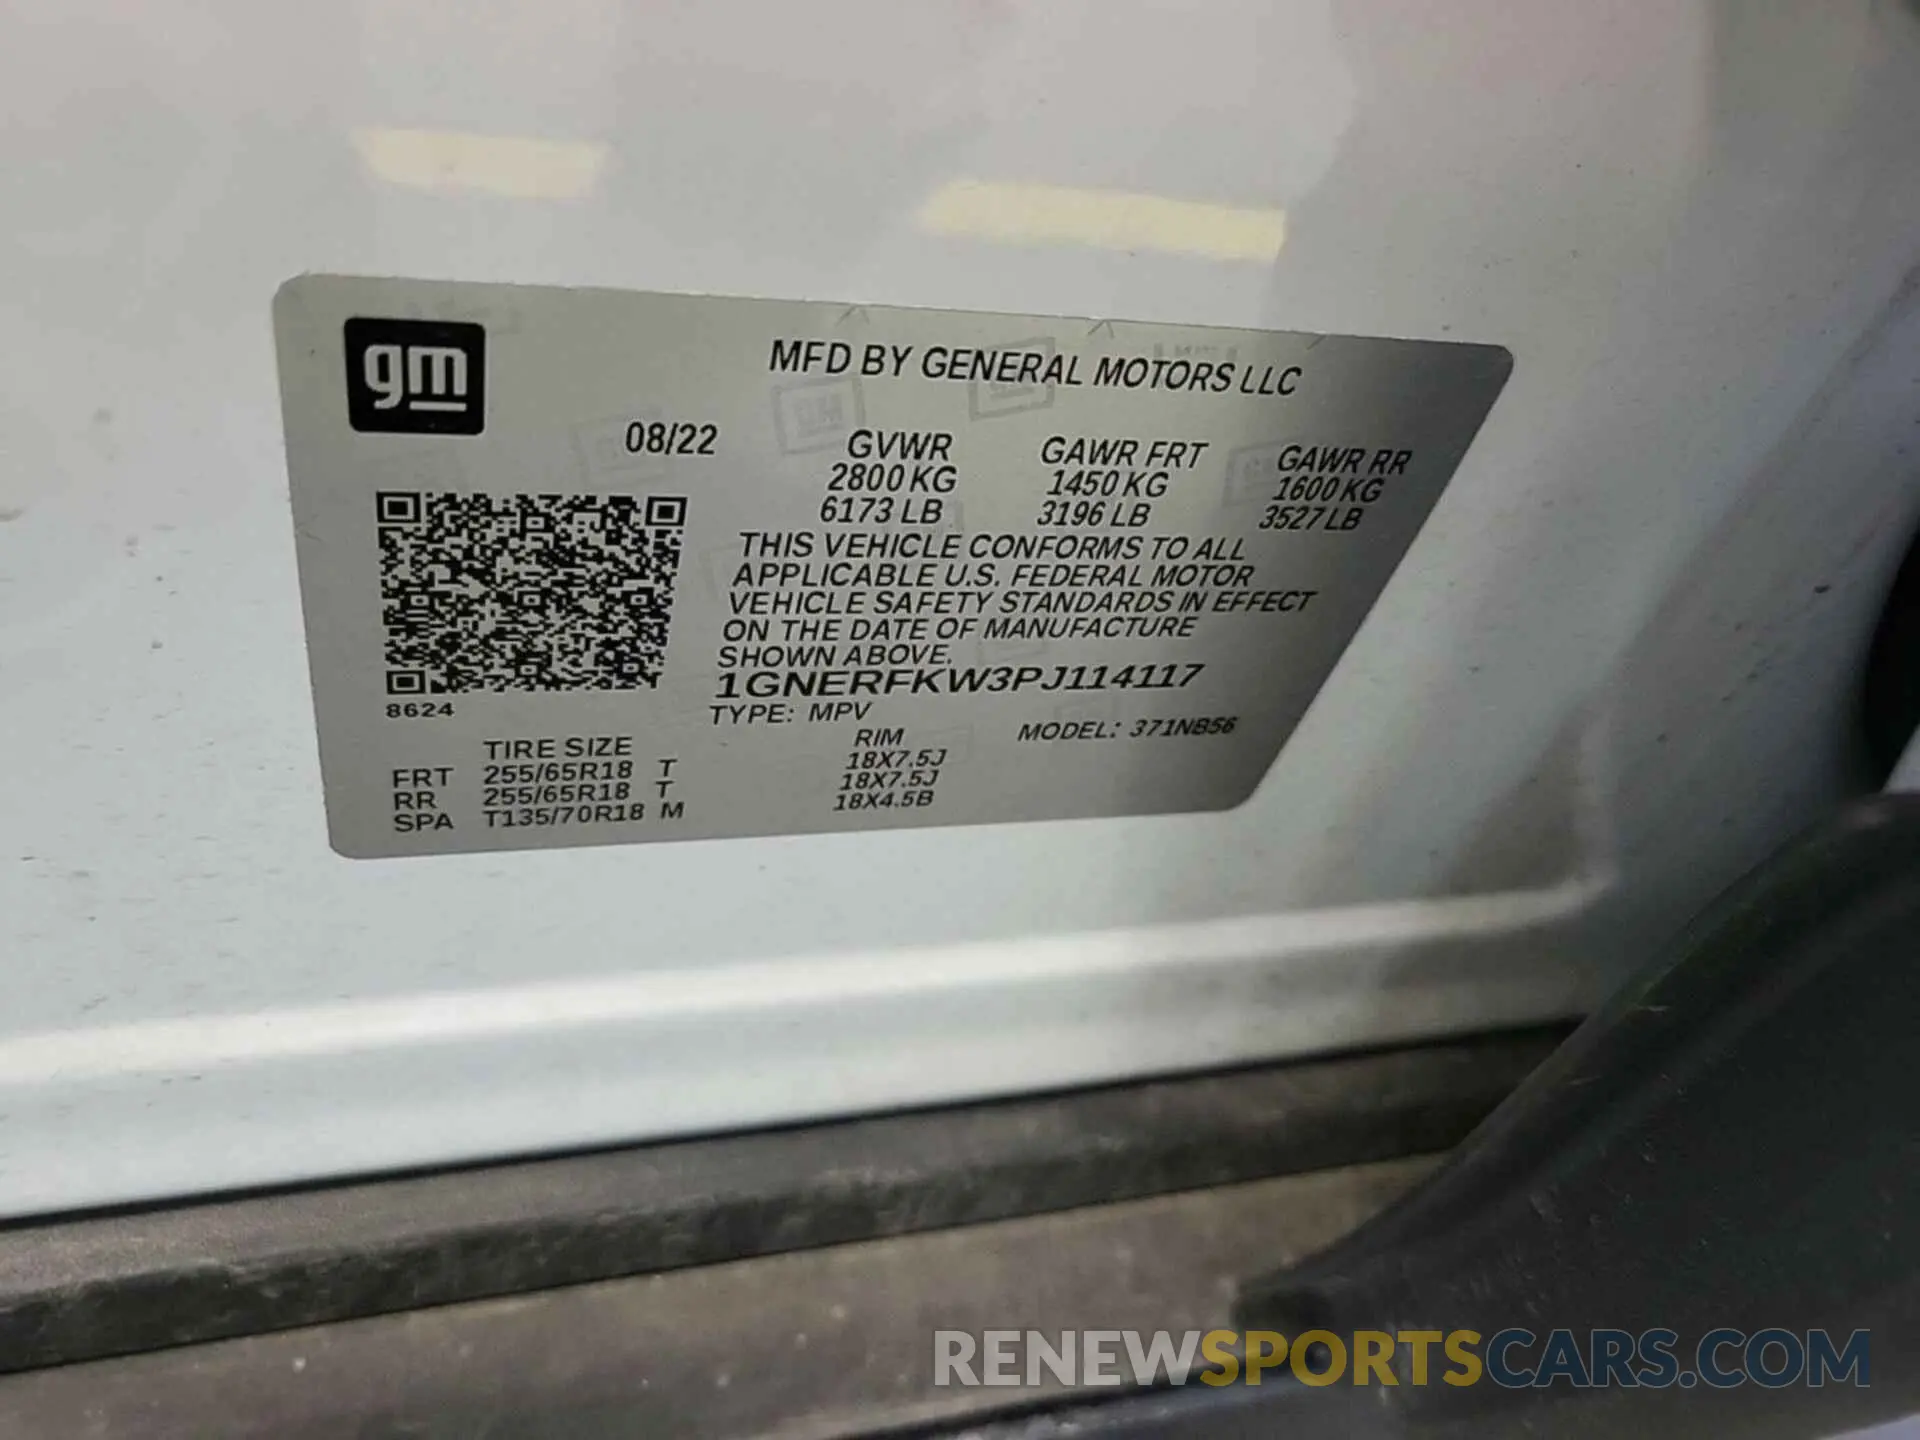 gm
MFD BY GENERAL MOTORS LLC
08/22 GVWR GAWR FRT GAWR RR
2800 KG 1450 KG 1600 KG
6173 LB 3196 LB 3527 LB
THIS VEHICLE CONFORMS TO ALL
APPLICABLE U.S. FEDERAL MOTOR
VEHICLE SAFETY STANDARDS IN EFFECT
ON THE DATE OF MANUFACTURE
SHOWN ABOVE.
1GNERFKW3PJ114117
8624
TYPE: MPV MODEL: 371NB56
TIRE SIZE RIM
FRT 255/65R18 T 18X7.5J
RR 255/65R18 T 18X7.5J
SPA T135/70R18 M 18X4.5B
RENEWSPORTSCARS.COM